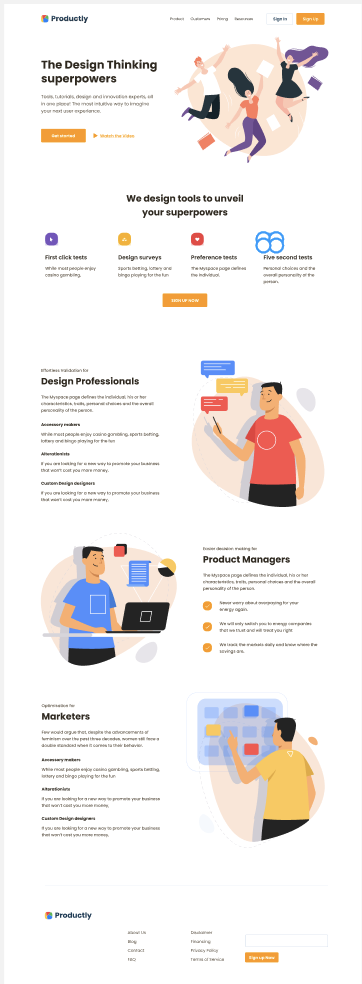 Productly
Product Customers Pricing Resources Sign In Sign Up
The Design Thinking
superpowers
Tools, tutorials, design and innovation experts, all
in one place! The most intuitive way to imagine
your next user experience.
Get started Watch the Video
We design tools to unveil
your superpowers
First click tests
While most people enjoy
casino gambling,
Design surveys
Sports betting, lottery and
bingo playing for the fun
Preference tests
The Myspace page defines
the individual.
Five second tests
Personal choices and the
overall personality of the
person.
SIGN UP NOW
Effortless Validation for
Design Professionals
The Myspace page defines the individual, his or her
characteristics, traits, personal choices and the overall
personality of the person.
Accessory makers
While most people enjoy casino gambling, sports betting,
lottery and bingo playing for the fun
Alterationists
If you are looking for a new way to promote your business
that won't cost you more money,
Custom Design designers
If you are looking for a new way to promote your business
that won't cost you more money,
Easier decision making for
Product Managers
The Myspace page defines the individual, his or her
characteristics, traits, personal choices and the overall
personality of the person.
Never worry about overpaying for your
energy again.
We will only switch you to energy companies
that we trust and will treat you right
We track the markets daily and know where the
savings are.
Optimisation for
Marketers
Few would argue that, despite the advancements of
feminism over the past three decades, women still face a
double standard when it comes to their behavior.
Accessory makers
While most people enjoy casino gambling, sports betting,
lottery and bingo playing for the fun
Alterationists
If you are looking for a new way to promote your business
that won't cost you more money,
Custom Design designers
If you are looking for a new way to promote your business
that won't cost you more money,
Productly
About Us
Blog
Contact
FAQ
Disclaimer
Financing
Privacy Policy
Terms of Service
Sign up Now